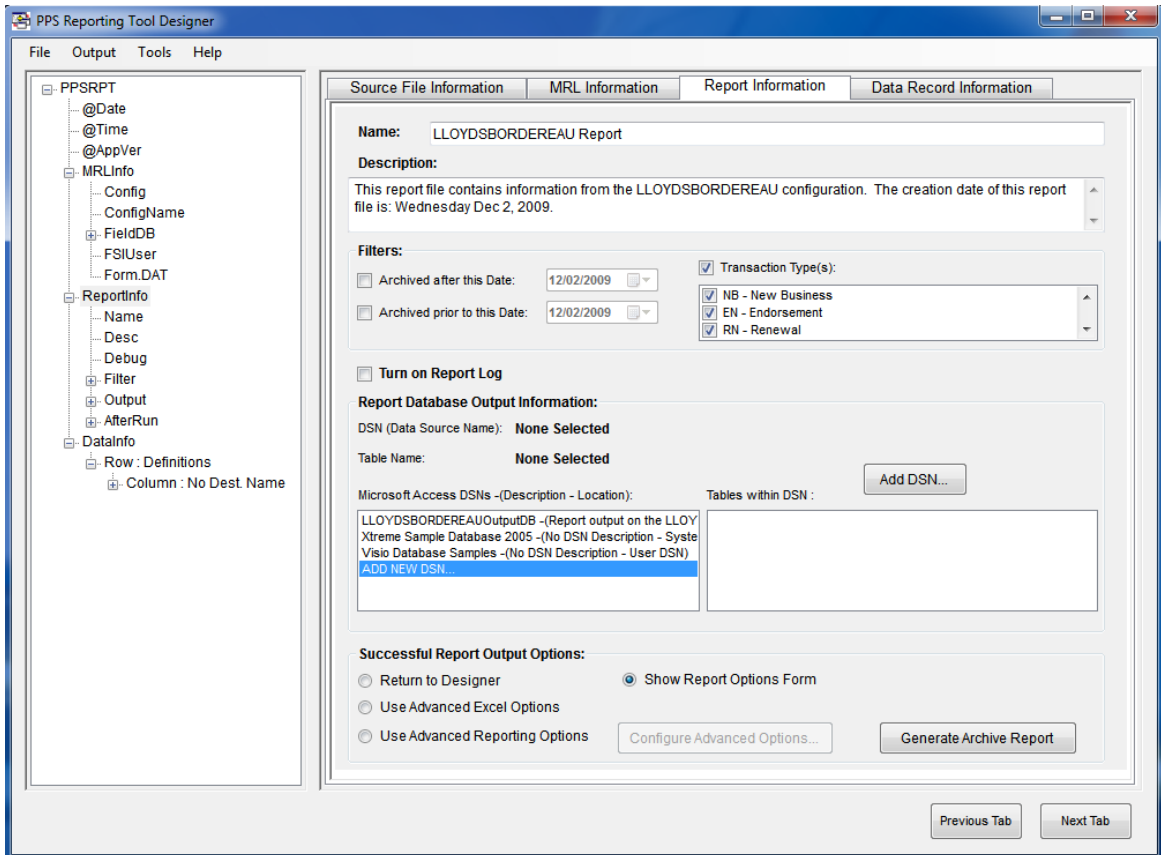 PPS Reporting Tool Designer
File Output Tools Help
PPSRPT
@Date
@Time
@AppVer
MRLInfo
Config
ConfigName
FieldDB
FSIUser
Form.DAT
ReportInfo
Name
Desc
Debug
Filter
Output
AfterRun
DataInfo
Row : Definitions
Column : No Dest. Name
Source File Information MRL Information Report Information Data Record Information
Name: LLOYDSBORDEREAU Report
Description:
This report file contains information from the LLOYDSBORDEREAU configuration. The creation date of this report
file is: Wednesday Dec 2, 2009.
Filters:
Archived after this Date: 12/02/2009
Archived prior to this Date: 12/02/2009
Transaction Type(s):
NB - New Business
EN - Endorsement
RN - Renewal
Turn on Report Log
Report Database Output Information:
DSN (Data Source Name): None Selected
Table Name: None Selected
Add DSN...
Microsoft Access DSNs -(Description - Location): Tables within DSN :
LLOYDSBORDEREAUOutputDB -(Report output on the LLOY
Xtreme Sample Database 2005 -(No DSN Description - Syste
Visio Database Samples -(No DSN Description - User DSN)
ADD NEW DSN...
Successful Report Output Options:
Return to Designer Show Report Options Form
Use Advanced Excel Options
Use Advanced Reporting Options Configure Advanced Options... Generate Archive Report
Previous Tab Next Tab